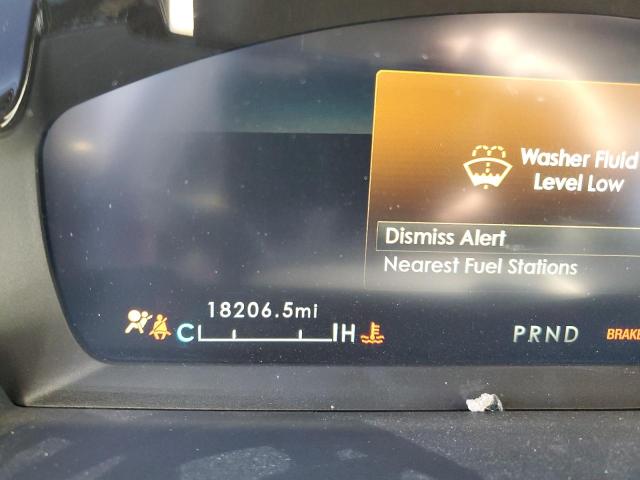 Washer Fluid
Level Low
Dismiss Alert
Nearest Fuel Stations
18206.5mi
C H
PRND
BRAKE